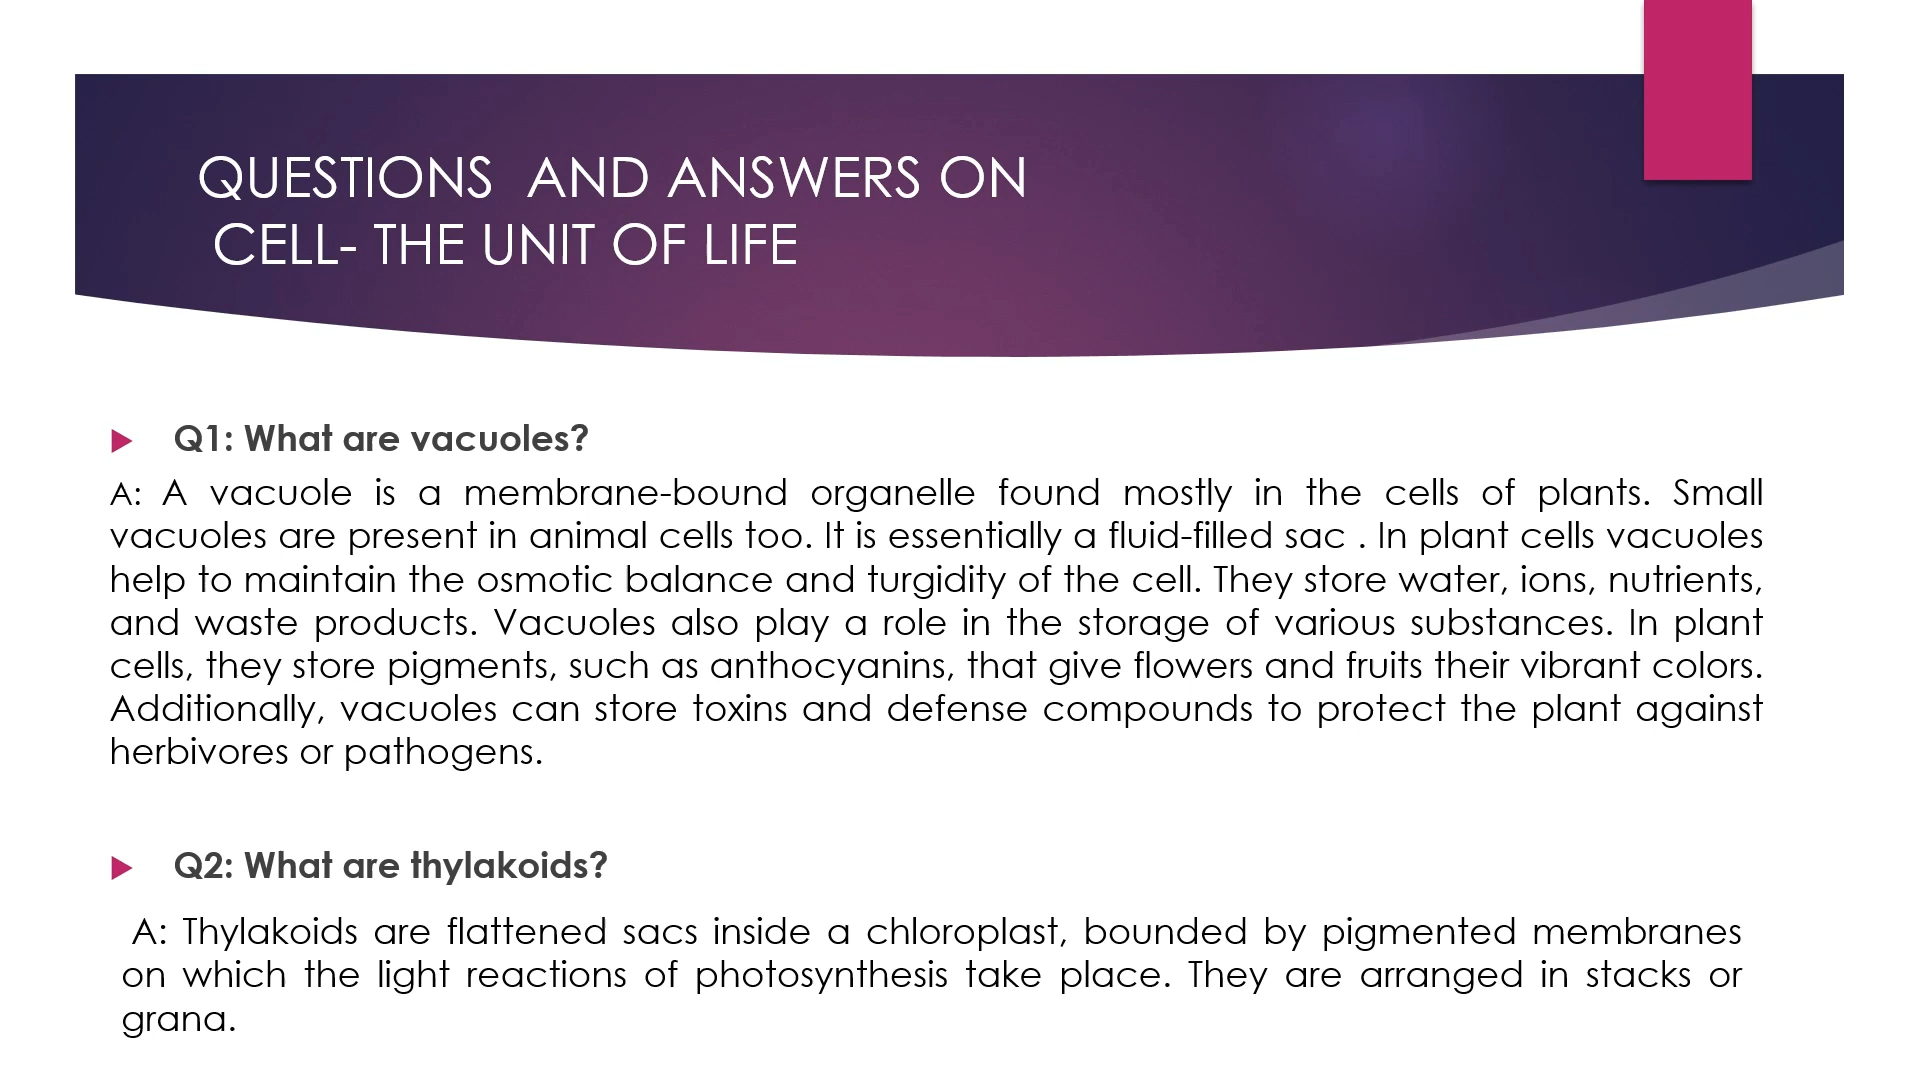 QUESTIONS  AND ANSWERS ON
CELL- THE UNIT OF LIFE
Q1: What are vacuoles?
A: A vacuole is a membrane-bound organelle found mostly in the cells of plants. Small
vacuoles are present in animal cells too. It is essentially a fluid-filled sac . In plant cells vacuoles
help to maintain the osmotic balance and turgidity of the cell. They store water, ions, nutrients,
and waste products. Vacuoles also play a role in the storage of various substances. In plant
cells, they store pigments, such as anthocyanins, that give flowers and fruits their vibrant colors.
Additionally, vacuoles can store toxins and defense compounds to protect the plant against
herbivores or pathogens.
Q2: What are thylakoids?
A: Thylakoids are flattened sacs inside a chloroplast, bounded by pigmented membranes
on which the light reactions of photosynthesis take place. They are arranged in stacks or
grana.